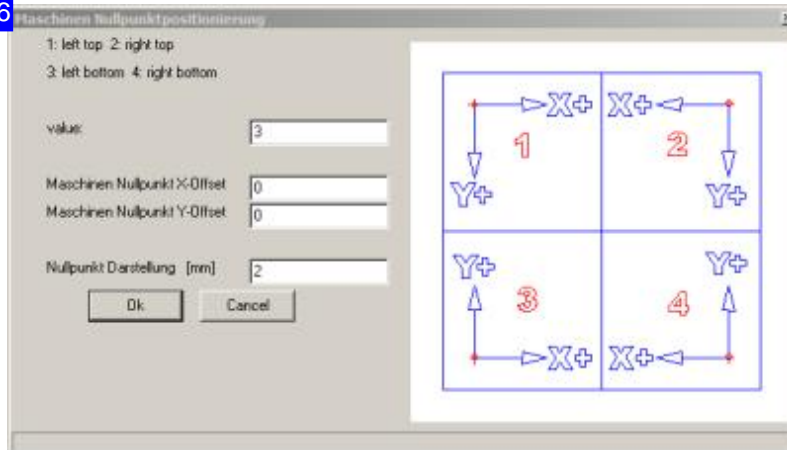 6
Maschinen Nullpunktpositionierung
1: left top 2: right top
3: left bottom 4: right bottom
value: 3
Maschinen Nullpunkt X-Offset 0
Maschinen Nullpunkt Y-Offset 0
Nullpunkt Darstellung [mm] 2
Ok Cancel
X+ X+
1 2
Y+ Y+
Y+ Y+
3 4
X+ X+